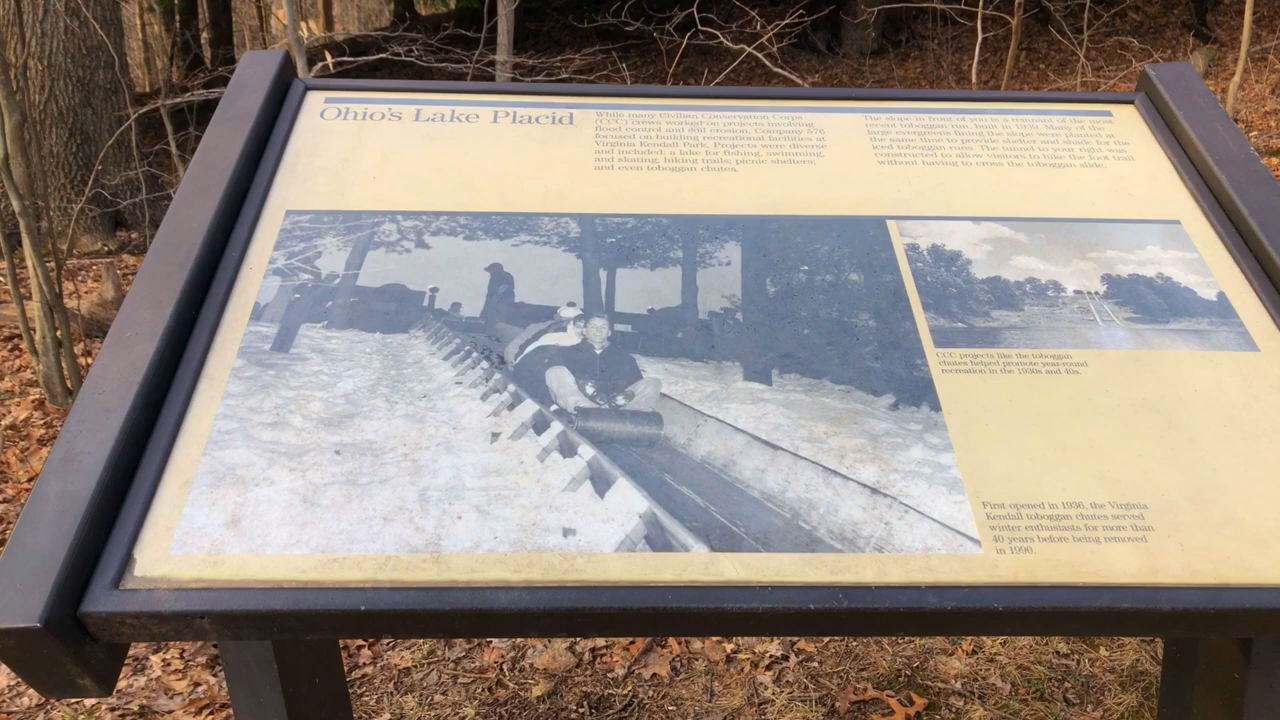 Ohio's Lake Placid
While many Civilian Conservation Corps
(CCC) crews worked on projects involving
flood control and soil erosion, Company 576
focused on building recreational facilities at
Virginia Kendall Park. Projects were diverse
and included: a lake for fishing, swimming,
and skating; hiking trails; picnic shelters;
and even toboggan chutes.
The slope in front of you is a remnant of the most
recent toboggan run, built in 1939. Many of the
large evergreens lining the slope were planted at
the same time to provide shelter and shade for the
iced toboggan runs. The tunnel to your right was
constructed to allow visitors to hike the foot trail
without having to cross the toboggan slide.
CCC projects like the toboggan
chutes helped promote year-round
recreation in the 1930s and 40s.
First opened in 1936, the Virginia
Kendall toboggan chutes served
winter enthusiasts for more than
40 years before being removed
in 1990.